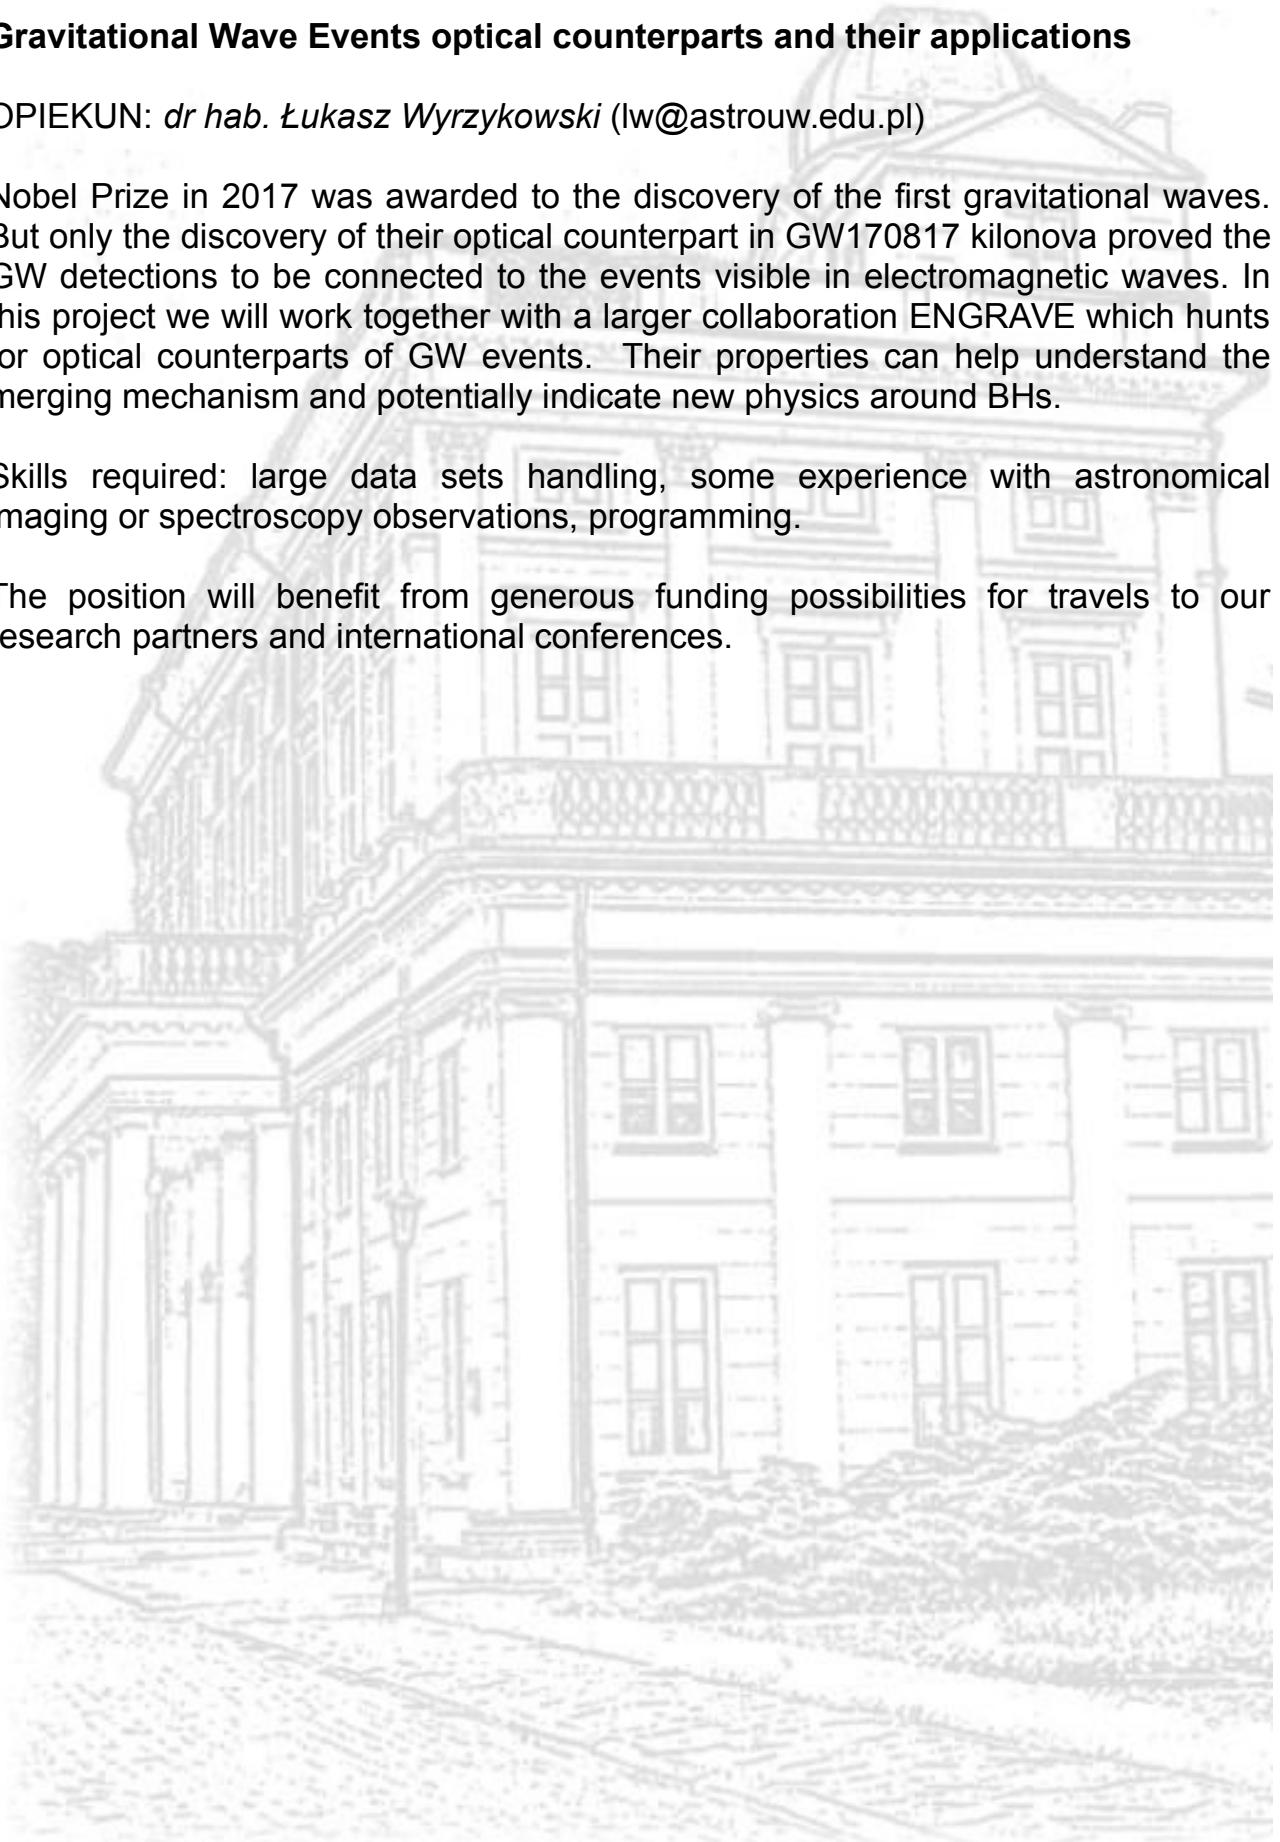 Gravitational Wave Events optical counterparts and their applications
OPIEKUN: dr hab. Łukasz Wyrzykowski (lw@astrouw.edu.pl)
Nobel Prize in 2017 was awarded to the discovery of the first gravitational waves.
But only the discovery of their optical counterpart in GW170817 kilonova proved the
GW detections to be connected to the events visible in electromagnetic waves. In
this project we will work together with a larger collaboration ENGRAVE which hunts
for optical counterparts of GW events. Their properties can help understand the
merging mechanism and potentially indicate new physics around BHs.
Skills required: large data sets handling, some experience with astronomical
imaging or spectroscopy observations, programming.
The position will benefit from generous funding possibilities for travels to our
research partners and international conferences.